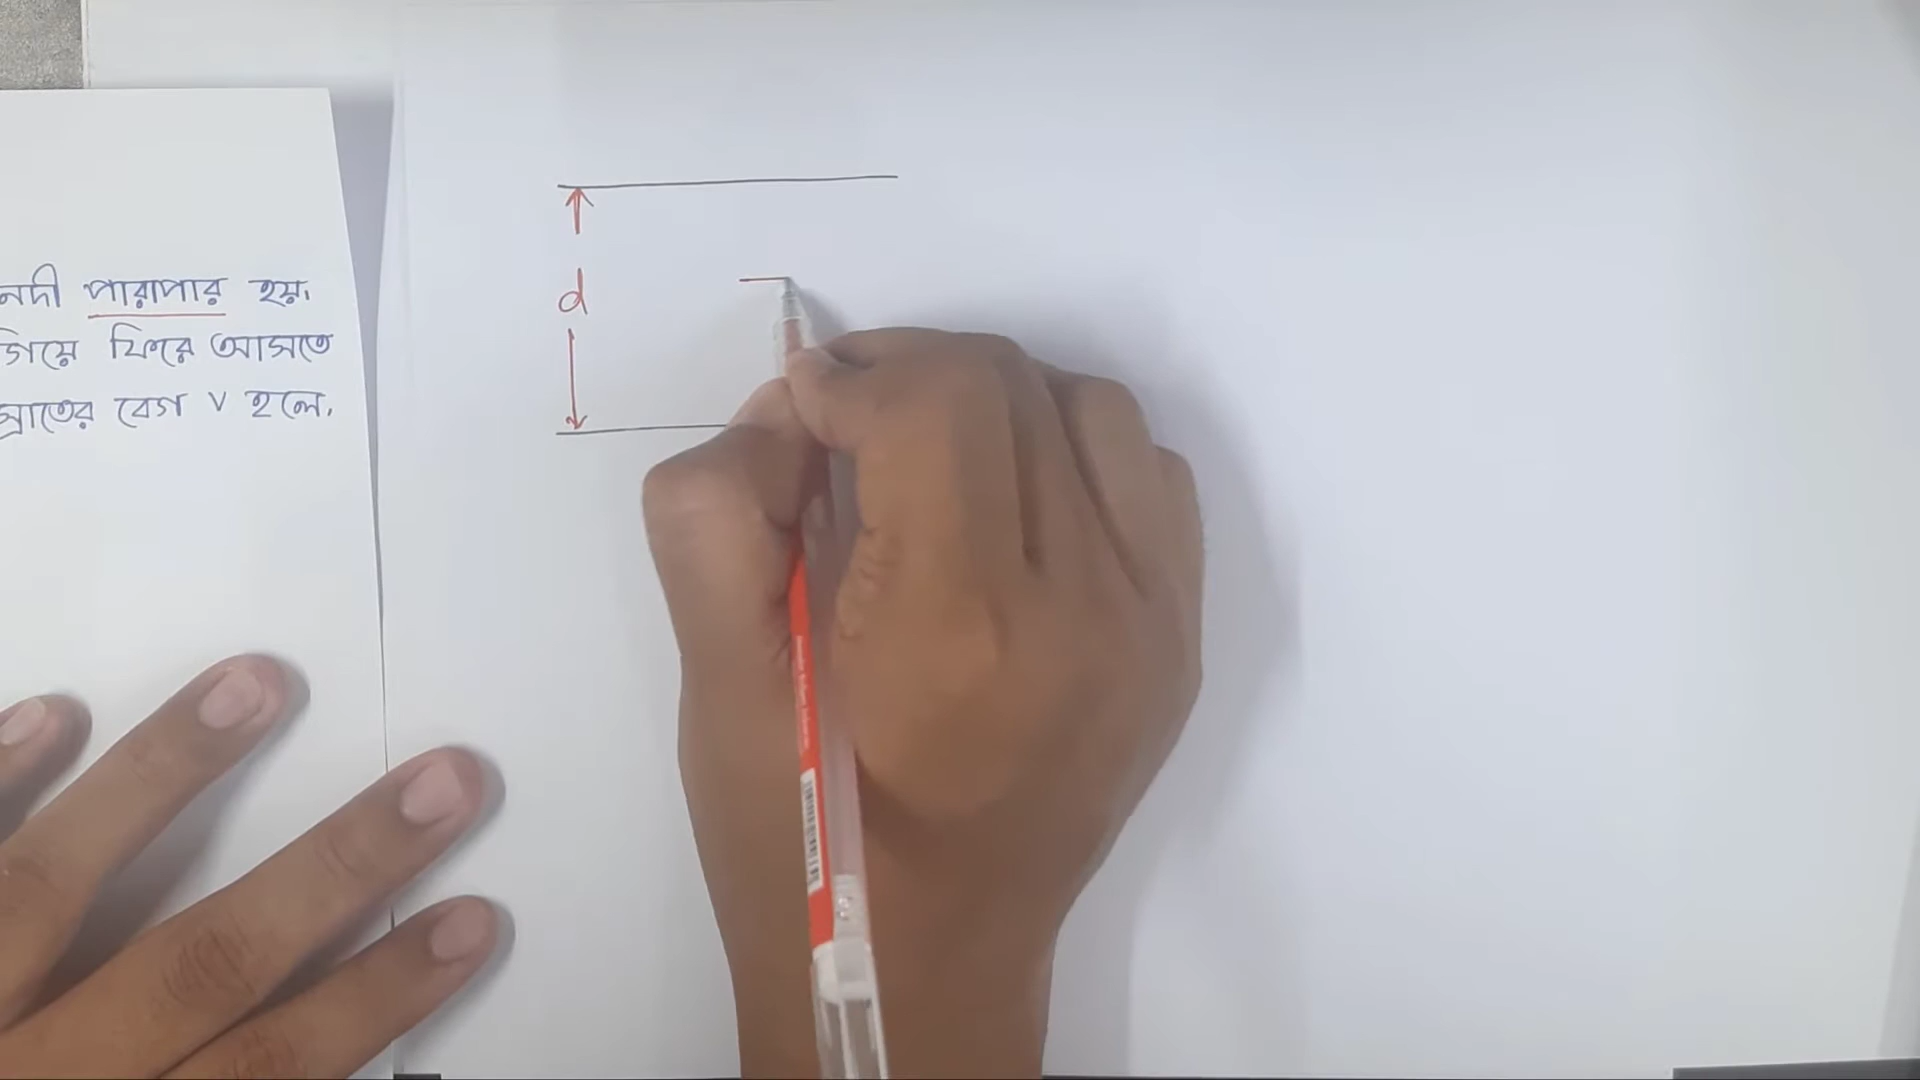 নদী পারাপার হয়,
গিয়ে ফিরে আসতে
স্রোতের বেগ v হলে,
d